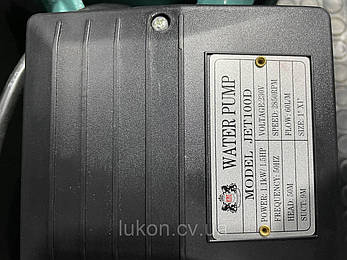 WATER PUMP
MODEL JET100D
POWER: 1.1KW/1.5HP VOLTAGE: 230V
FREQUENCY: 50HZ SPEED: 2850RPM
HEAD: 50M FLOW: 60L/M
SUCT: 9M SIZE: 1"X1"
lukon.cv.ua